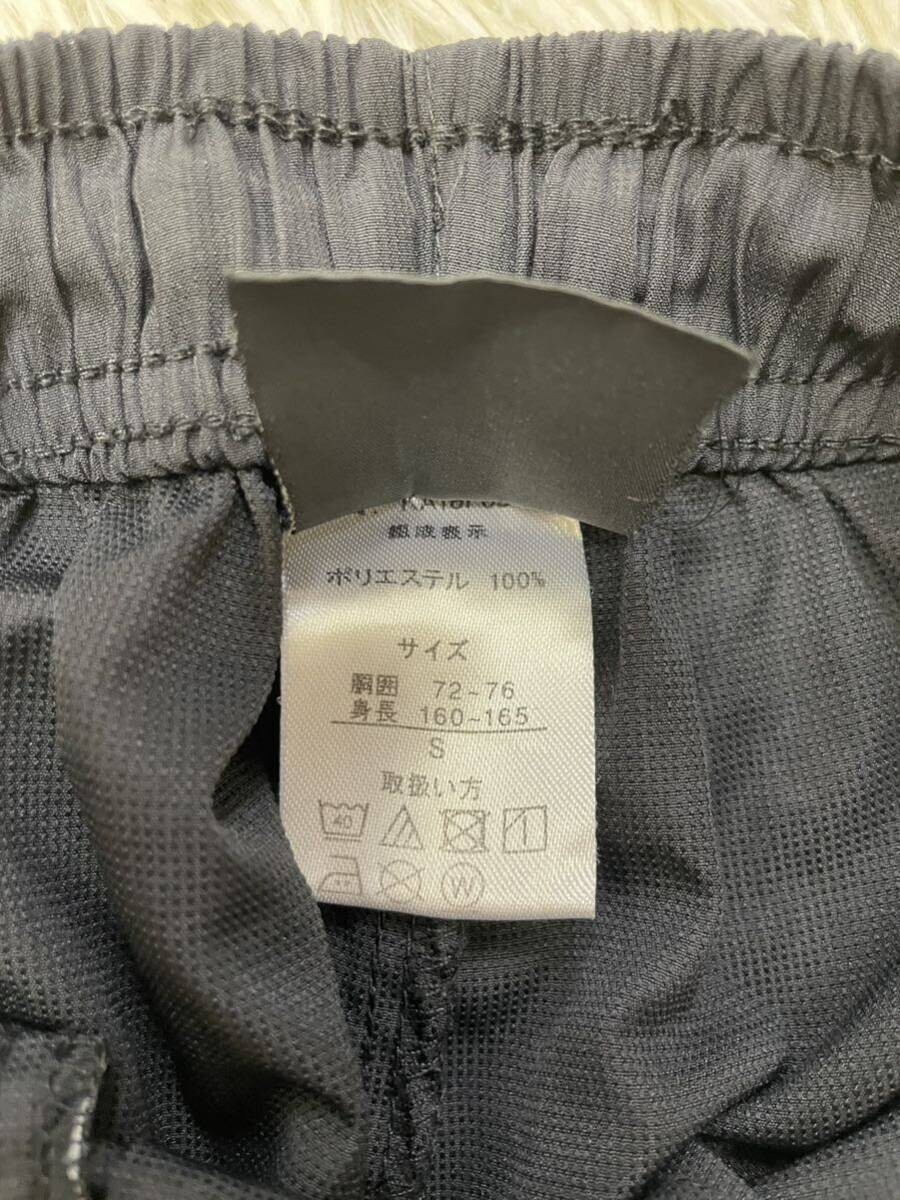 ポリエステル 100%
サイズ
胴囲 72~76
身長 160~165
S
取扱い方
40
W